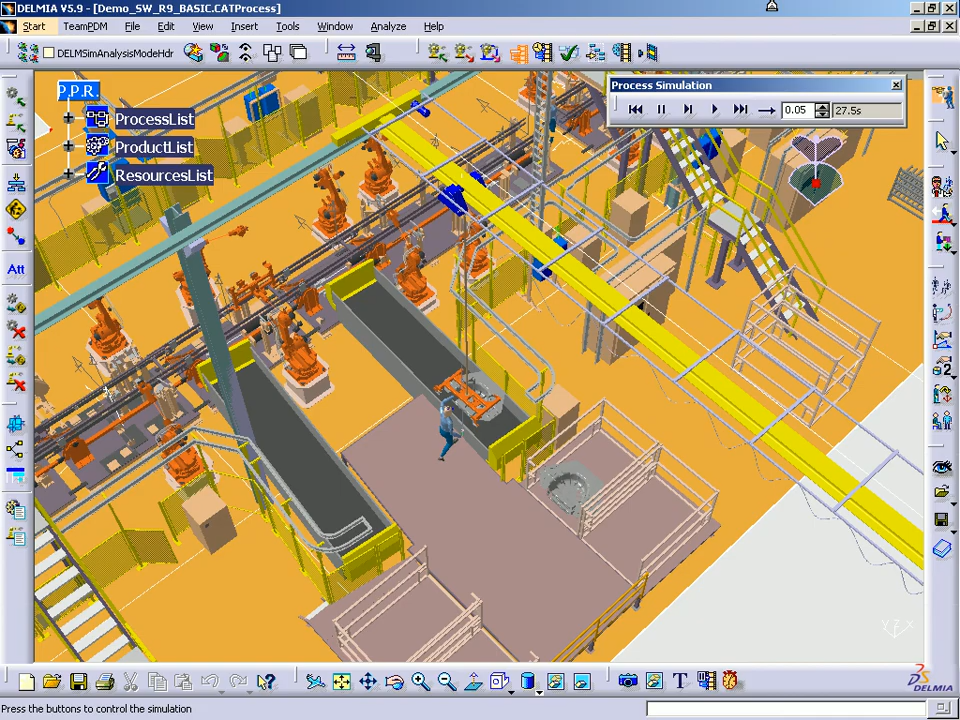 DELMIA V5.9 - [Demo_SW_R9_BASIC.CATProcess]
Start TeamPDM File Edit View Insert Tools Window Analyze Help
DELMSimAnalysisModeHdr
P.P.R.
ProcessList
ProductList
ResourcesList
Process Simulation
0.05 27.5s
Att
2
T
DELMIA
Press the buttons to control the simulation